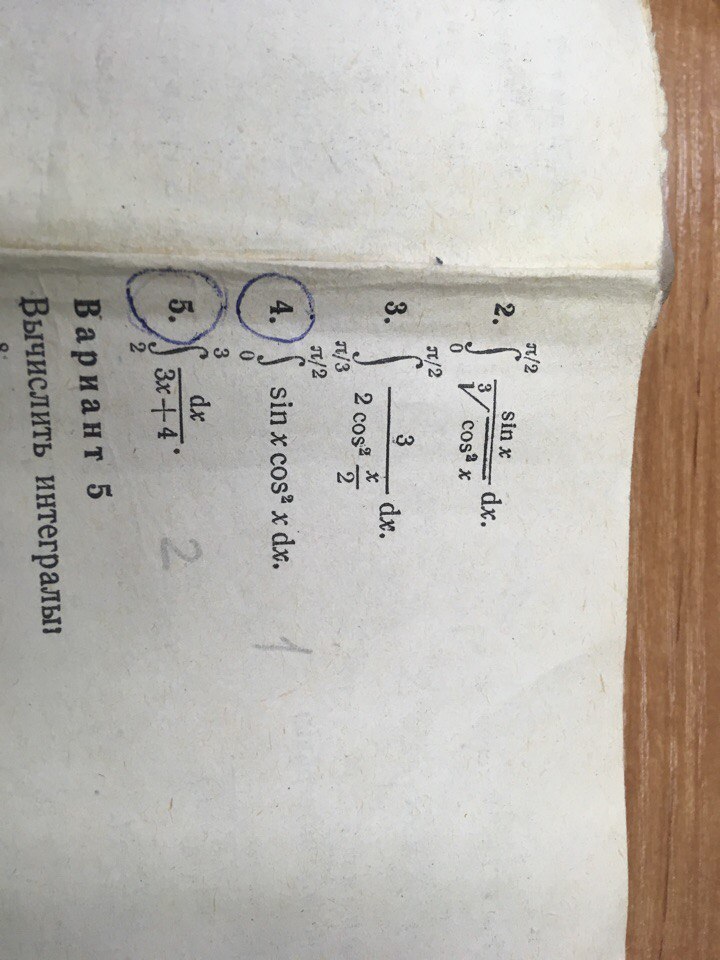 2. ∫₀^{π/2} sin x / ∛(cos² x) dx.
3. ∫_{π/3}^{π/2} 3 / (2 cos² x/2) dx.
4. ∫₀^{π/2} sin x cos² x dx. 1
5. ∫₂³ dx / (3x+4). 2
Вариант 5
Вычислить интегралы: